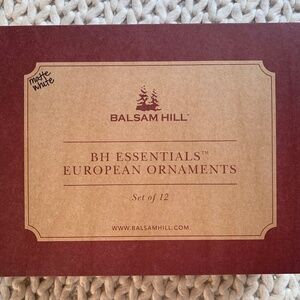 matte
white
BALSAM HILL®
BH ESSENTIALS™
EUROPEAN ORNAMENTS
Set of 12
WWW.BALSAMHILL.COM